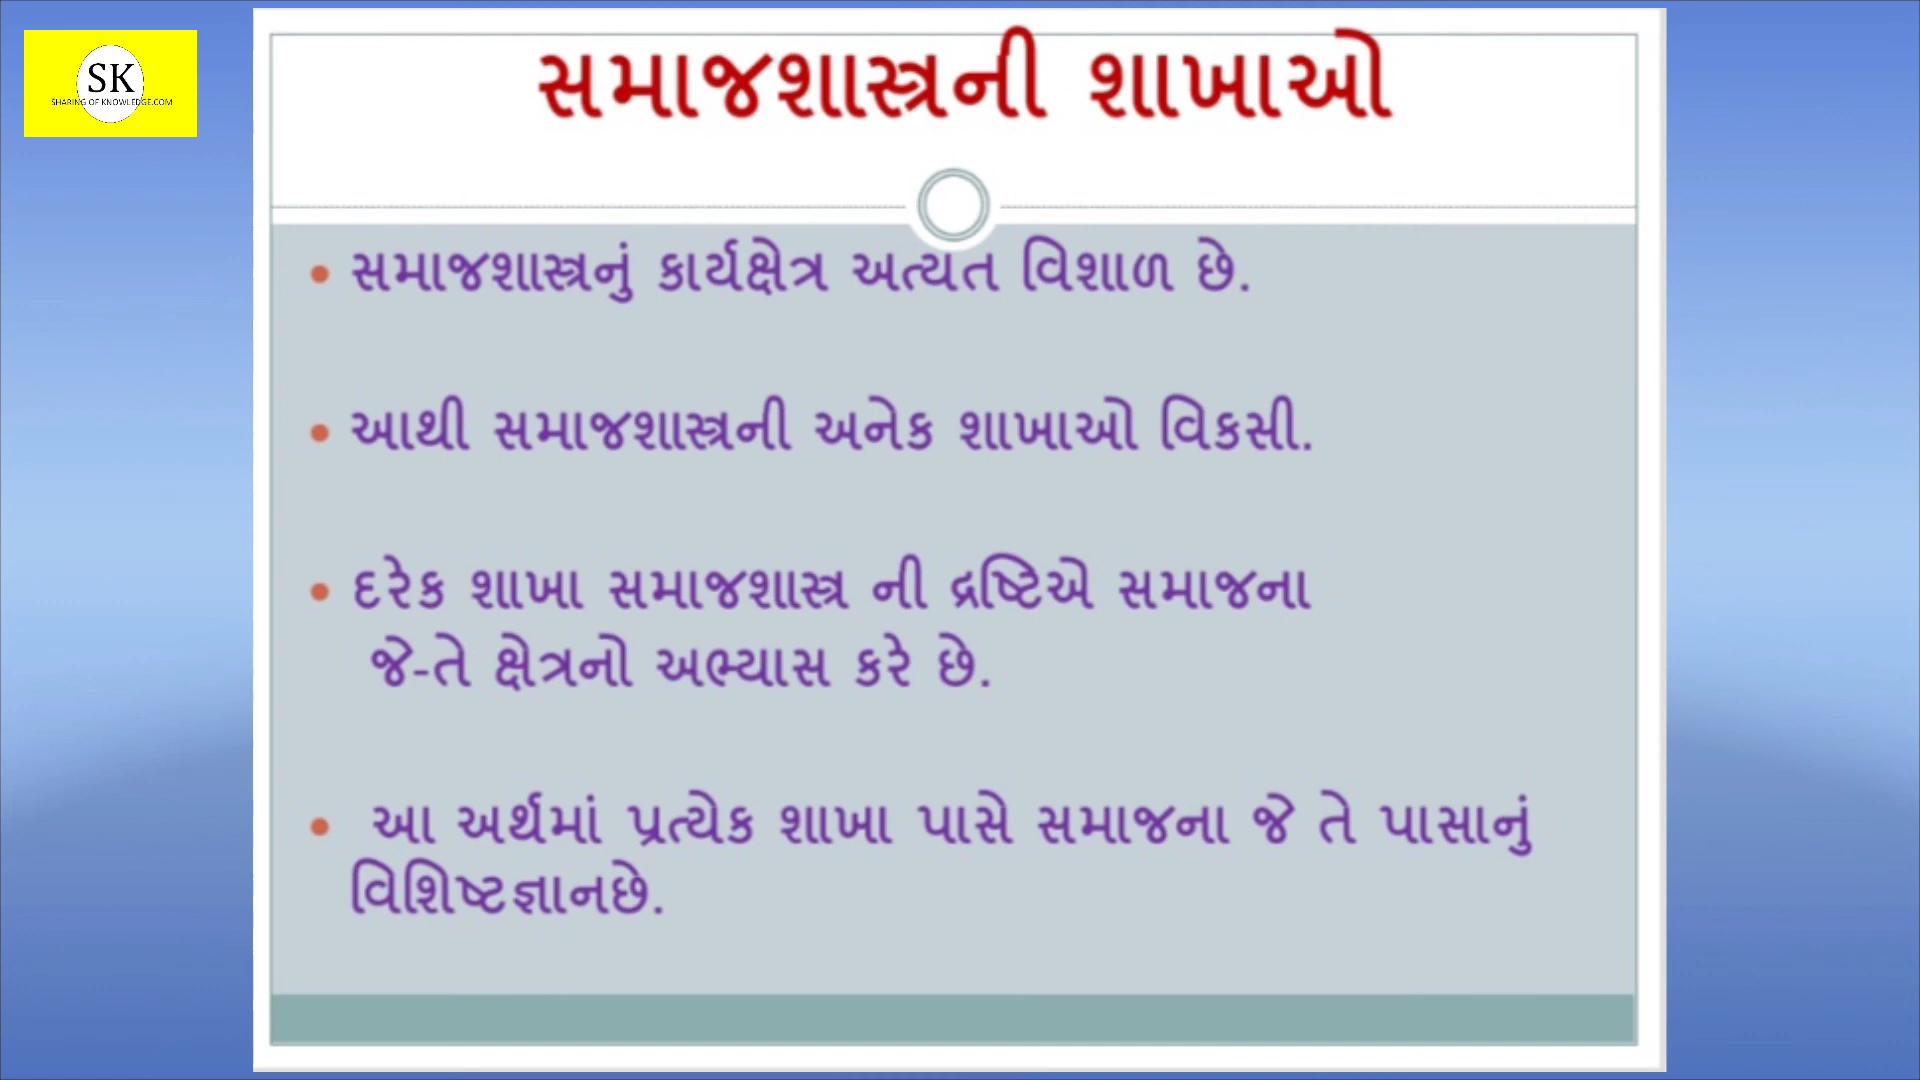 SK
SHARING OF KNOWLEDGE.COM
સમાજશાસ્ત્રની શાખાઓ
• સમાજશાસ્ત્રનું કાર્યક્ષેત્ર અત્યત વિશાળ છે.
• આથી સમાજશાસ્ત્રની અનેક શાખાઓ વિકસી.
• દરેક શાખા સમાજશાસ્ત્ર ની દ્રષ્ટિએ સમાજના
જે-તે ક્ષેત્રનો અભ્યાસ કરે છે.
• આ અર્થમાં પ્રત્યેક શાખા પાસે સમાજના જે તે પાસાનું
વિશિષ્ટજ્ઞાનછે.